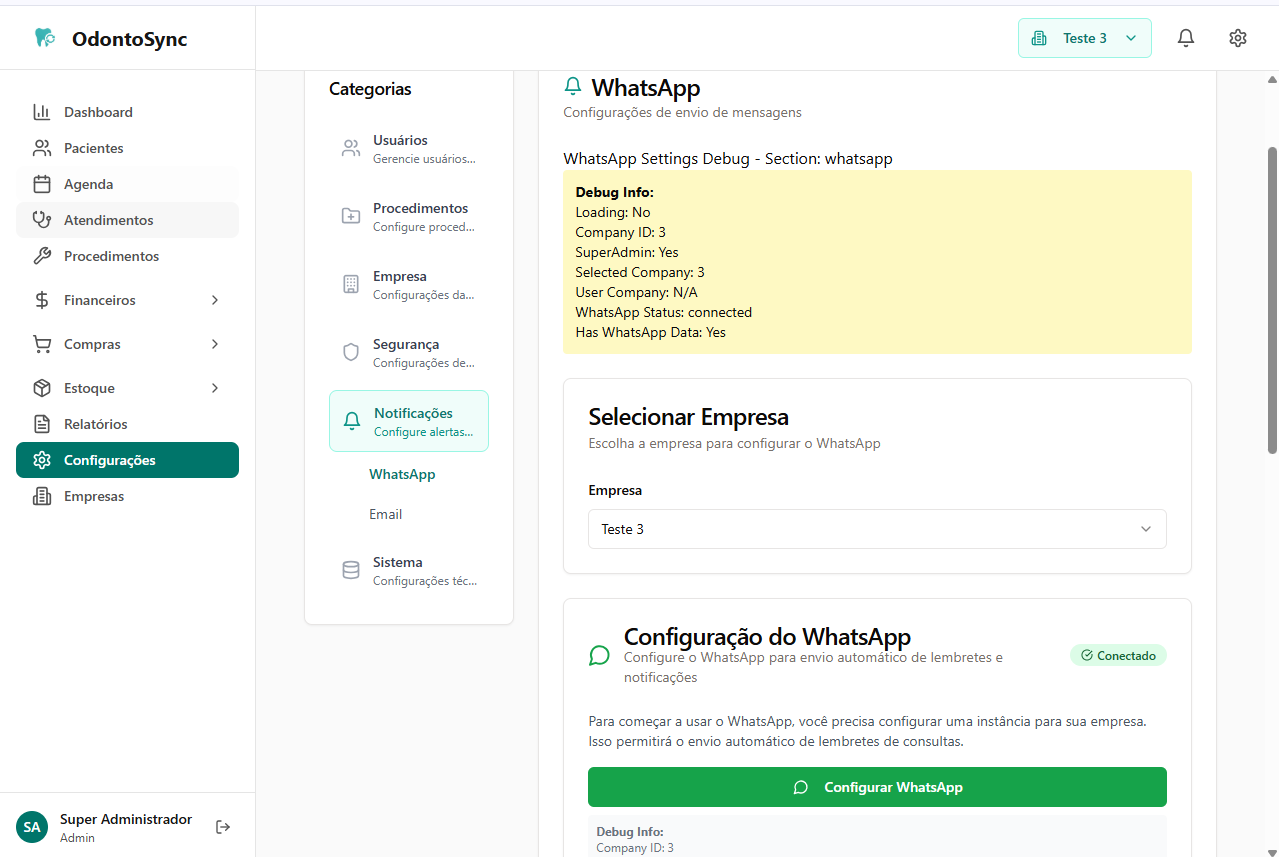 OdontoSync
Teste 3
Dashboard
Pacientes
Agenda
Atendimentos
Procedimentos
Financeiros
Compras
Estoque
Relatórios
Configurações
Empresas
SA
Super Administrador
Admin
Categorias
Usuários
Gerencie usuários...
Procedimentos
Configure proced...
Empresa
Configurações da...
Segurança
Configurações de...
Notificações
Configure alertas...
WhatsApp
Email
Sistema
Configurações téc...
WhatsApp
Configurações de envio de mensagens
WhatsApp Settings Debug - Section: whatsapp
Debug Info:
Loading: No
Company ID: 3
SuperAdmin: Yes
Selected Company: 3
User Company: N/A
WhatsApp Status: connected
Has WhatsApp Data: Yes
Selecionar Empresa
Escolha a empresa para configurar o WhatsApp
Empresa
Teste 3
Configuração do WhatsApp
Configure o WhatsApp para envio automático de lembretes e
notificações
Conectado
Para começar a usar o WhatsApp, você precisa configurar uma instância para sua empresa.
Isso permitirá o envio automático de lembretes de consultas.
Configurar WhatsApp
Debug Info:
Company ID: 3